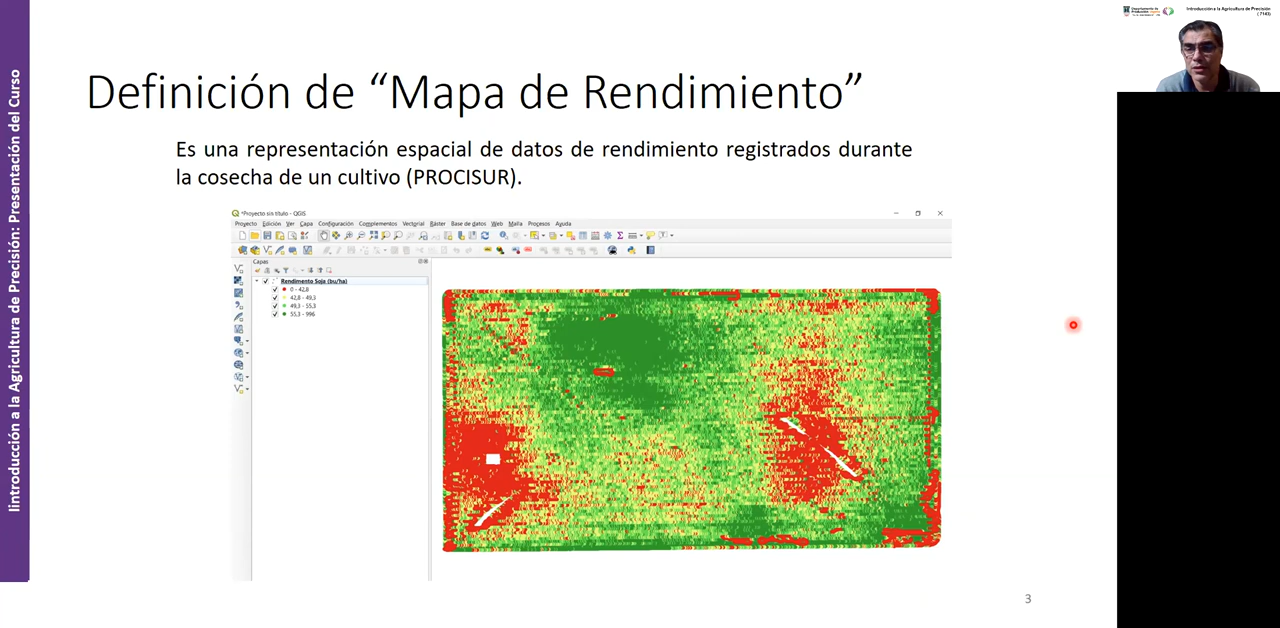 Introducción a la Agricultura de Precisión
( 7143)
Iintroducción a la Agricultura de Precisión: Presentación del Curso
Definición de “Mapa de Rendimiento”
Es una representación espacial de datos de rendimiento registrados durante
la cosecha de un cultivo (PROCISUR).
*Proyecto sin título - QGIS
Proyecto Edición Ver Capa Configuración Complementos Vectorial Ráster Base de datos Web Malla Procesos Ayuda
Capas
Rendimento Soja (bu/ha)
0 - 42,8
42,8 - 49,3
49,3 - 55,3
55,3 - 996
3